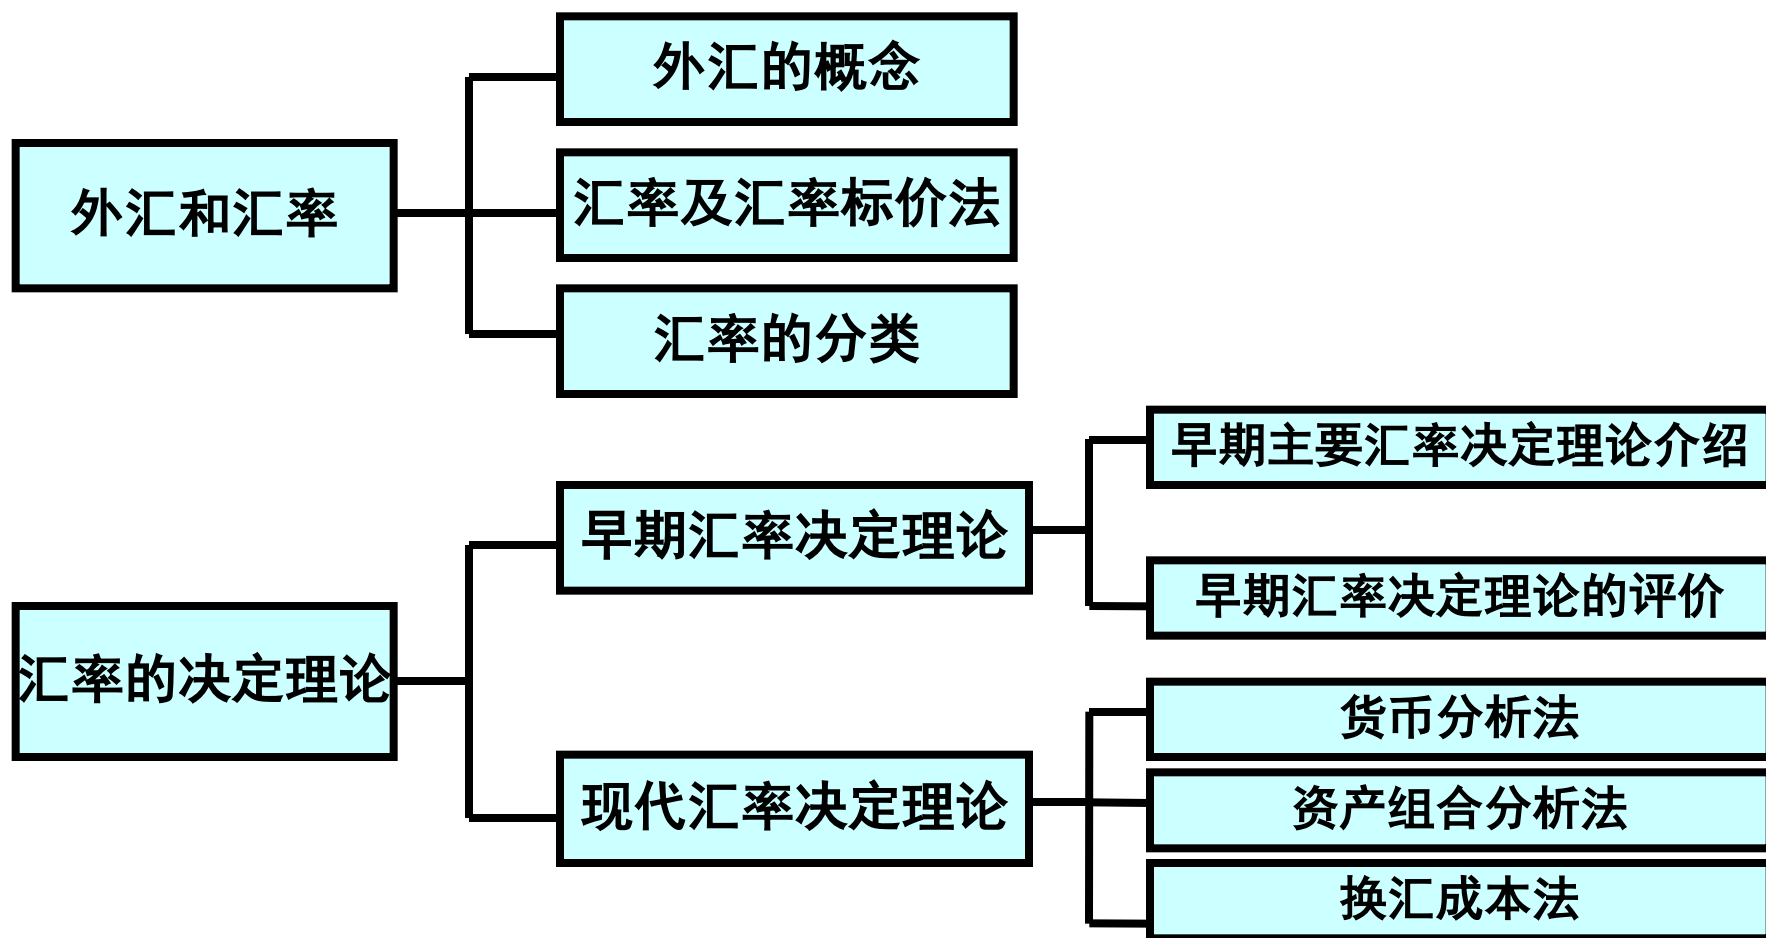 外汇和汇率
外汇的概念
汇率及汇率标价法
汇率的分类
汇率的决定理论
早期汇率决定理论
早期主要汇率决定理论介绍
早期汇率决定理论的评价
现代汇率决定理论
货币分析法
资产组合分析法
换汇成本法